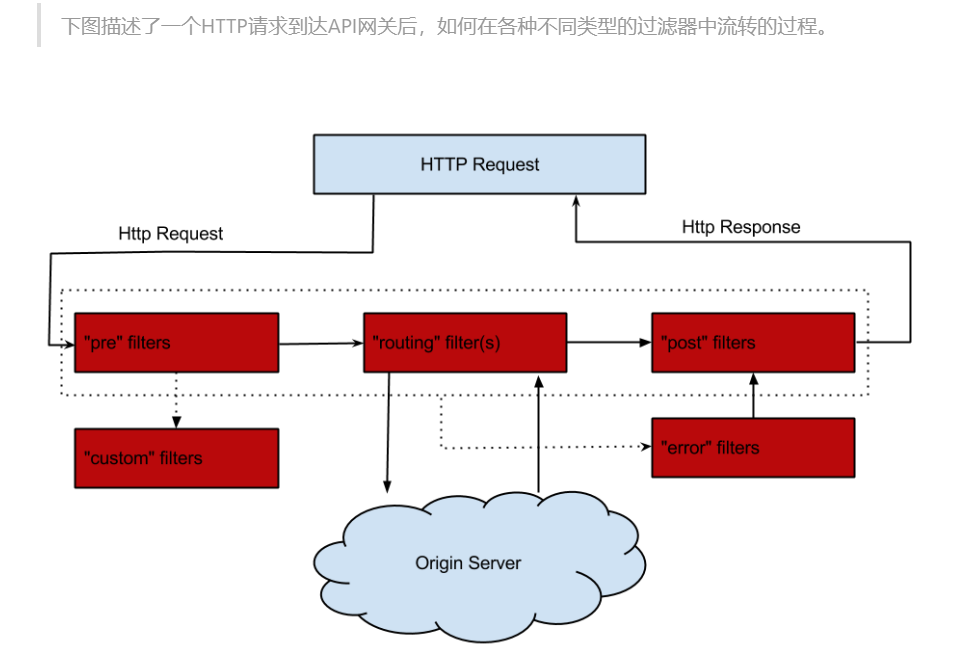 下图描述了一个HTTP请求到达API网关后，如何在各种不同类型的过滤器中流转的过程。
HTTP Request
Http Request
Http Response
"pre" filters
"routing" filter(s)
"post" filters
"custom" filters
"error" filters
Origin Server